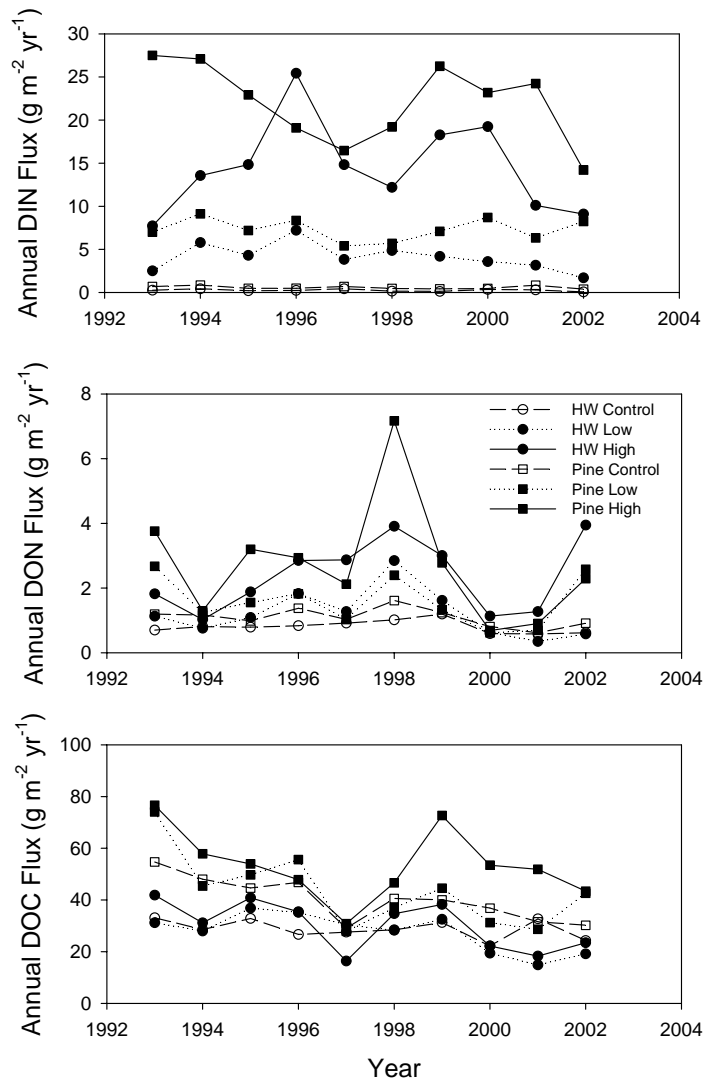 Annual DIN Flux (g m-2 yr-1)
30
25
20
15
10
5
0
1992 1994 1996 1998 2000 2002 2004
Annual DON Flux (g m-2 yr-1)
8
6
4
2
0
HW Control
HW Low
HW High
Pine Control
Pine Low
Pine High
1992 1994 1996 1998 2000 2002 2004
Annual DOC Flux (g m-2 yr-1)
100
80
60
40
20
0
1992 1994 1996 1998 2000 2002 2004
Year